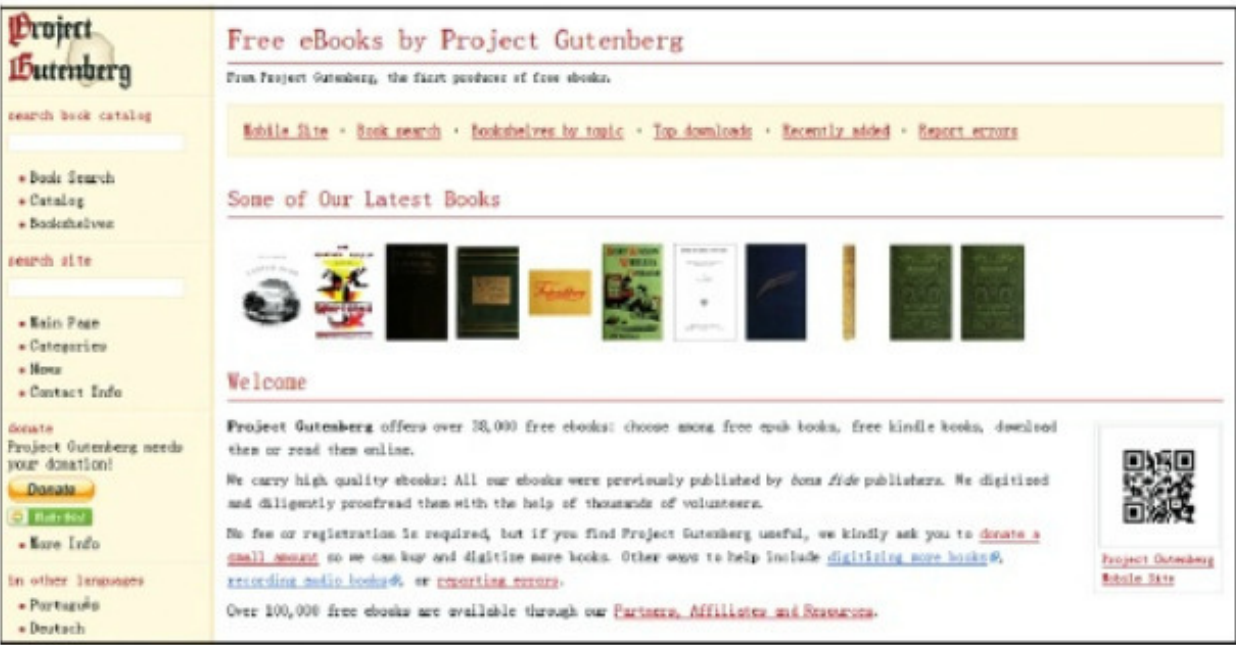 Project
Gutenberg
search book catalog
Book Search
Catalog
Bookshelves
search site
Main Page
Categories
News
Contact Info
donate
Project Gutenberg needs
your donation!
Donate
More Info
in other languages
Português
Deutsch
Free eBooks by Project Gutenberg
From Project Gutenberg, the first producer of free ebooks.
Mobile Site · Book search · Bookshelves by topic · Top downloads · Recently added · Report errors
Some of Our Latest Books
Welcome
Project Gutenberg offers over 38,000 free ebooks: choose among free epub books, free kindle books, download
them or read them online.
We carry high quality ebooks: All our ebooks were previously published by bona fide publishers. We digitized
and diligently proofread them with the help of thousands of volunteers.
No fee or registration is required, but if you find Project Gutenberg useful, we kindly ask you to donate a
small amount so we can buy and digitize more books. Other ways to help include digitizing more books,
recording audio books, or reporting errors.
Over 100,000 free ebooks are available through our Partners, Affiliates and Resources.
Project Gutenberg
Mobile Site